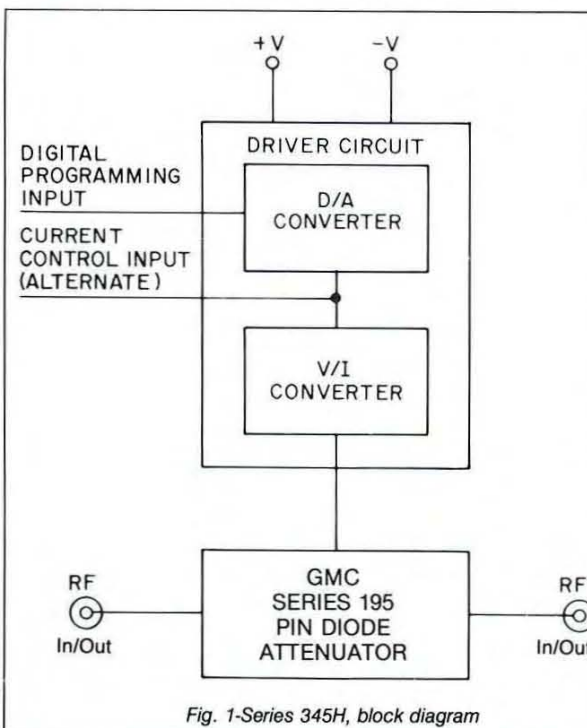 +V
-V
DRIVER CIRCUIT
DIGITAL
PROGRAMMING
INPUT
D/A
CONVERTER
CURRENT
CONTROL INPUT
(ALTERNATE)
V/I
CONVERTER
RF
In/Out
GMC
SERIES 195
PIN DIODE
ATTENUATOR
RF
In/Out
Fig. 1-Series 345H, block diagram